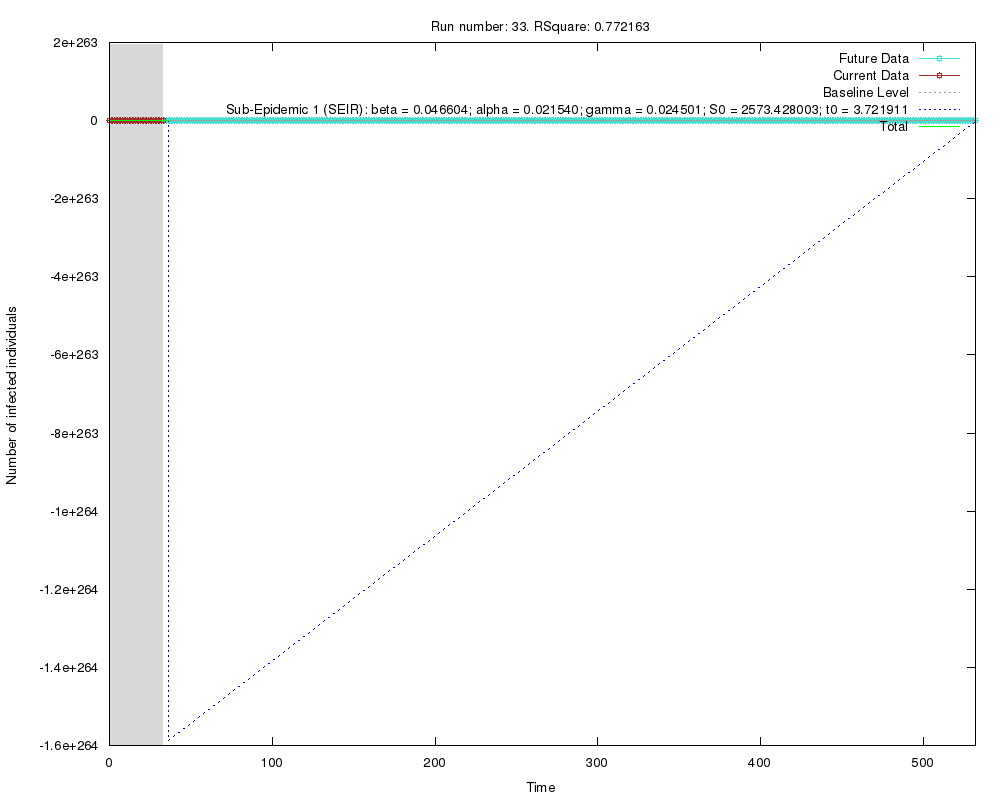 Run number: 33. RSquare: 0.772163
2e+263
0
-2e+263
-4e+263
-6e+263
-8e+263
-1e+264
-1.2e+264
-1.4e+264
-1.6e+264
Number of infected individuals
Future Data
Current Data
Baseline Level
Sub-Epidemic 1 (SEIR): beta = 0.046604; alpha = 0.021540; gamma = 0.024501; S0 = 2573.428003; t0 = 3.721911
Total
0 100 200 300 400 500
Time